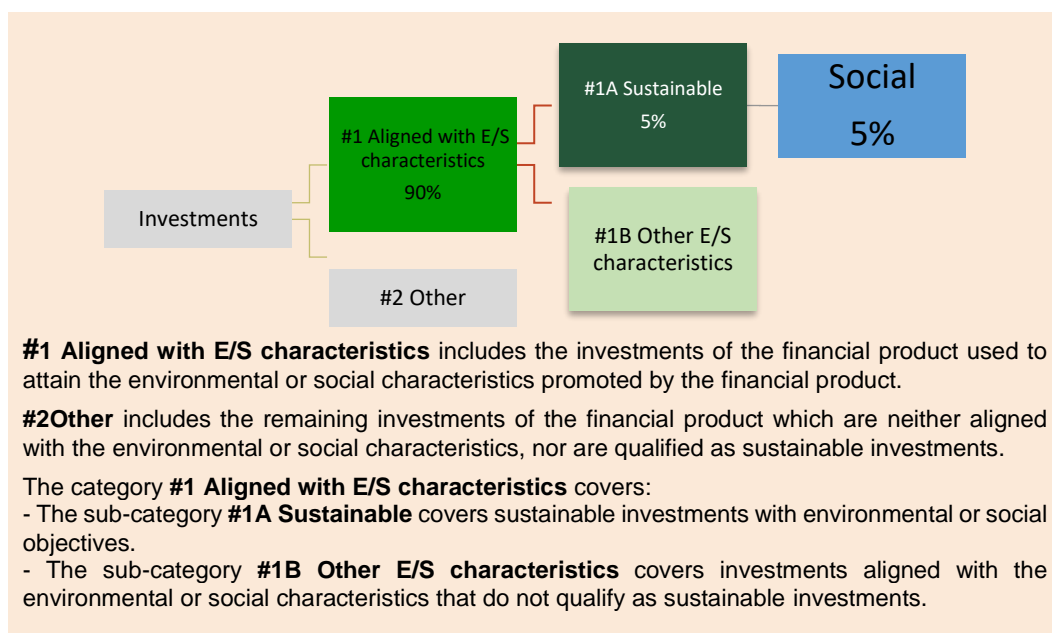 #1A Sustainable
5%
Social
5%
#1 Aligned with E/S
characteristics
90%
Investments
#1B Other E/S
characteristics
#2 Other
#1 Aligned with E/S characteristics includes the investments of the financial product used to
attain the environmental or social characteristics promoted by the financial product.
#2Other includes the remaining investments of the financial product which are neither aligned
with the environmental or social characteristics, nor are qualified as sustainable investments.
The category #1 Aligned with E/S characteristics covers:
- The sub-category #1A Sustainable covers sustainable investments with environmental or social
objectives.
- The sub-category #1B Other E/S characteristics covers investments aligned with the
environmental or social characteristics that do not qualify as sustainable investments.